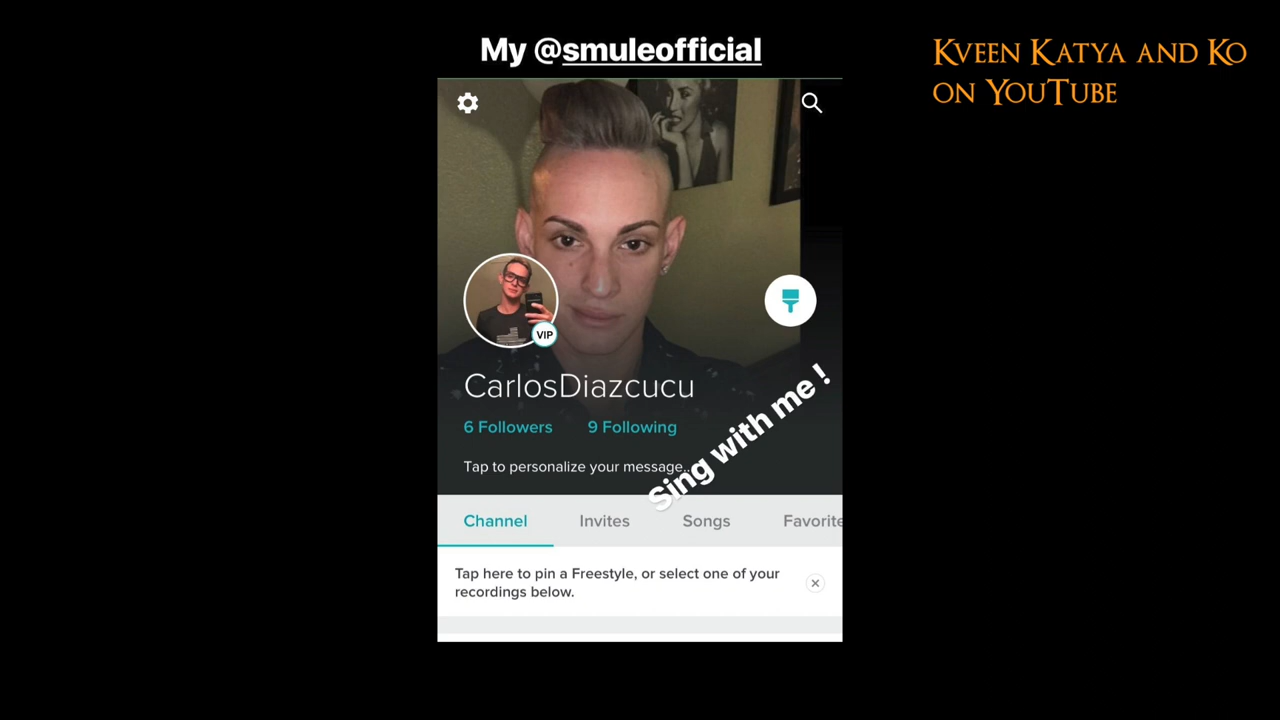 My @smuleofficial
Kveen Katya and Ko
on YouTube
VIP
CarlosDiazcucu
6 Followers 9 Following
Tap to personalize your message...
Sing with me !
Channel Invites Songs Favorite
Tap here to pin a Freestyle, or select one of your
recordings below.